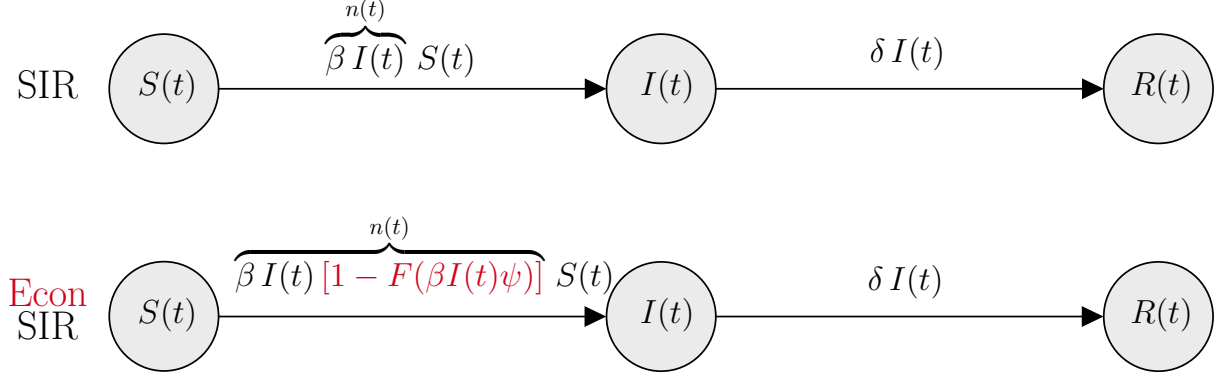 n(t)
β I(t) S(t)
δ I(t)
SIR
S(t)
I(t)
R(t)
n(t)
β I(t) [1 − F(βI(t)ψ)] S(t)
δ I(t)
Econ
SIR
S(t)
I(t)
R(t)